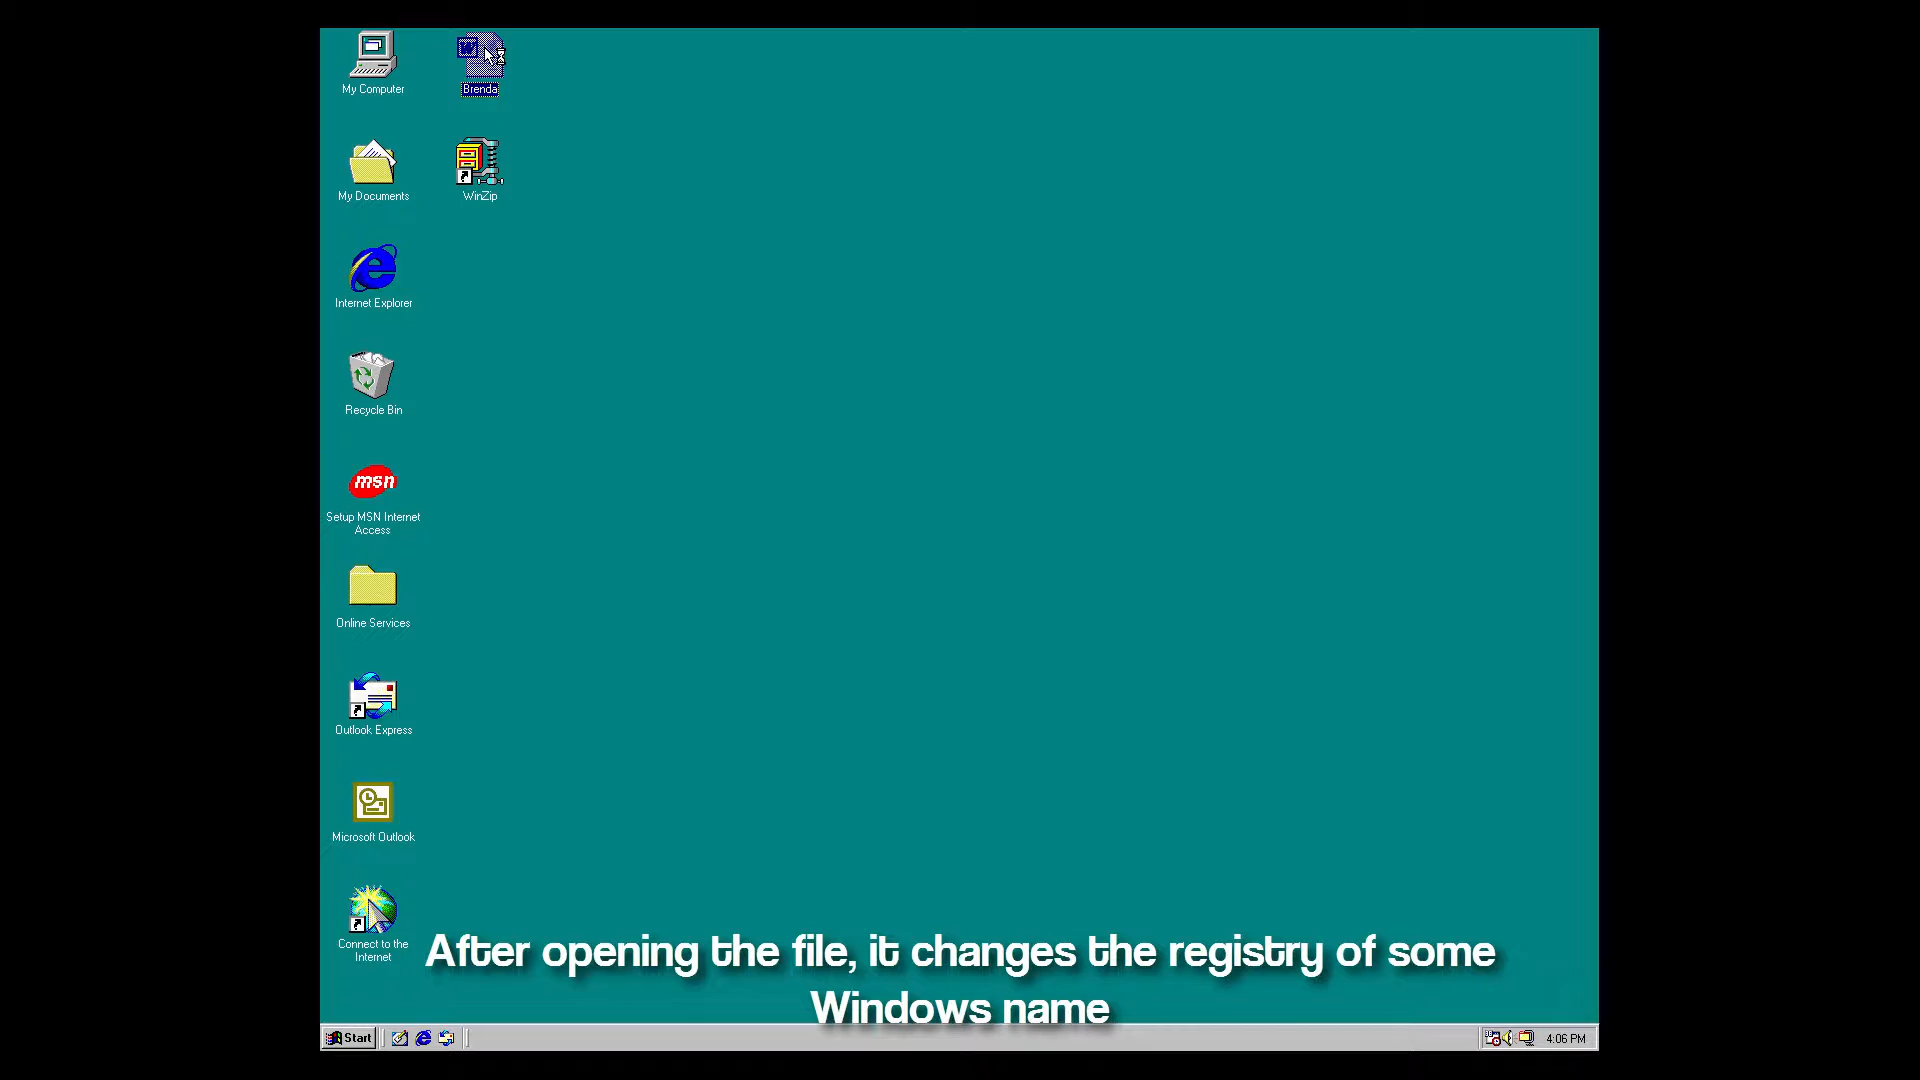 My Computer
Brenda
My Documents
WinZip
Internet Explorer
Recycle Bin
msn
Setup MSN Internet
Access
Online Services
Outlook Express
Microsoft Outlook
Connect to the
Internet
After opening the file, it changes the registry of some
Windows name
Start
4:06 PM